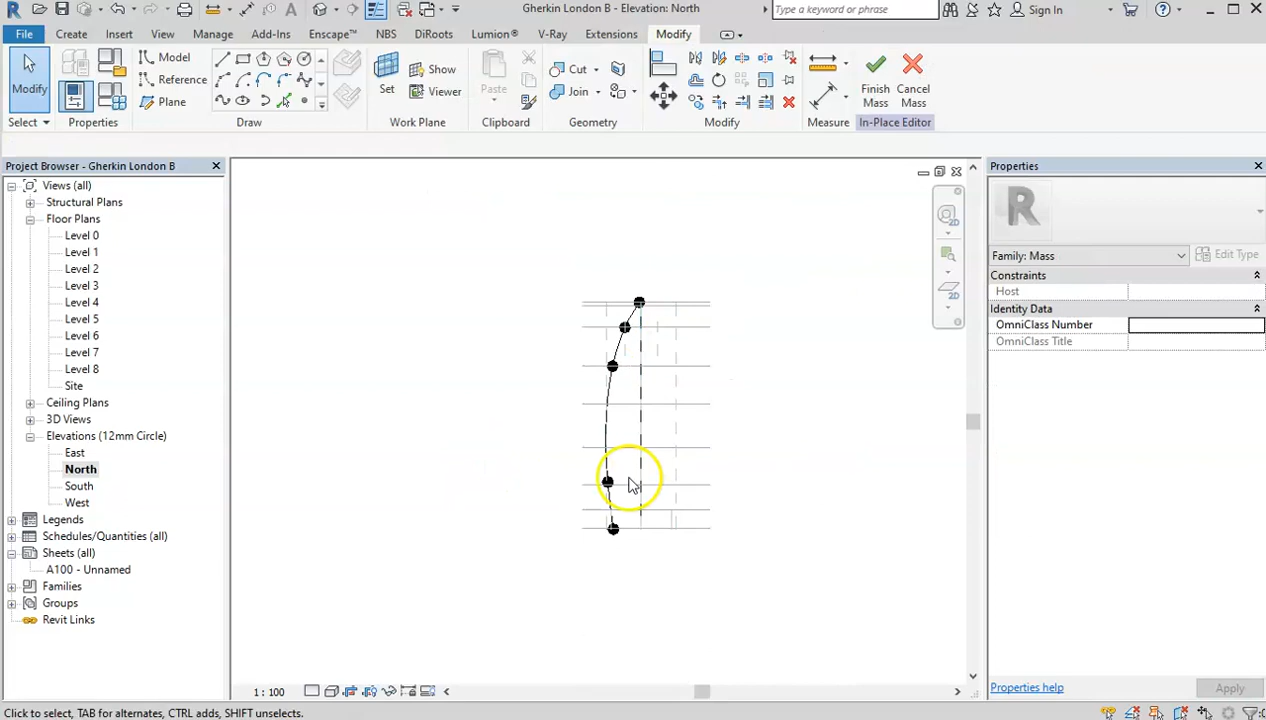 Gherkin London B - Elevation: North
Type a keyword or phrase
Sign In
File Create Insert View Manage Add-Ins Enscape™ NBS DiRoots Lumion® V-Ray Extensions Modify
Modify
Select
Properties
Model
Reference
Plane
Draw
Set
Show
Viewer
Work Plane
Paste
Clipboard
Cut
Join
Geometry
Modify
Measure
Finish Mass
Cancel Mass
In-Place Editor
Project Browser - Gherkin London B
Views (all)
Structural Plans
Floor Plans
Level 0
Level 1
Level 2
Level 3
Level 4
Level 5
Level 6
Level 7
Level 8
Site
Ceiling Plans
3D Views
Elevations (12mm Circle)
East
North
South
West
Legends
Schedules/Quantities (all)
Sheets (all)
A100 - Unnamed
Families
Groups
Revit Links
2D
2D
Properties
Family: Mass
Edit Type
Constraints
Host
Identity Data
OmniClass Number
OmniClass Title
Properties help
Apply
1 : 100
Click to select, TAB for alternates, CTRL adds, SHIFT unselects.